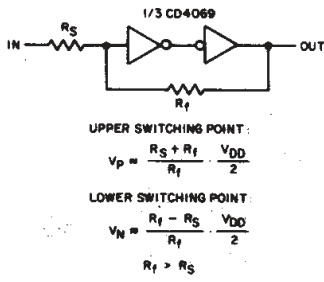 1/3 CD4069
IN
RS
OUT
Rf
UPPER SWITCHING POINT:
VP ≈ RS + Rf / Rf · VDD / 2
LOWER SWITCHING POINT:
VN ≈ Rf - RS / Rf · VDD / 2
Rf > RS